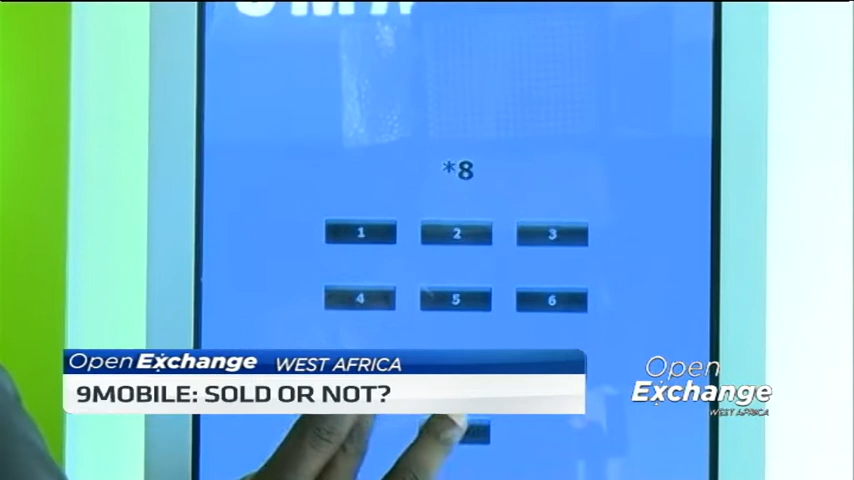 *8
1 2 3
4 5 6
Open Exchange WEST AFRICA
9MOBILE: SOLD OR NOT?
Open
Exchange
WEST AFRICA